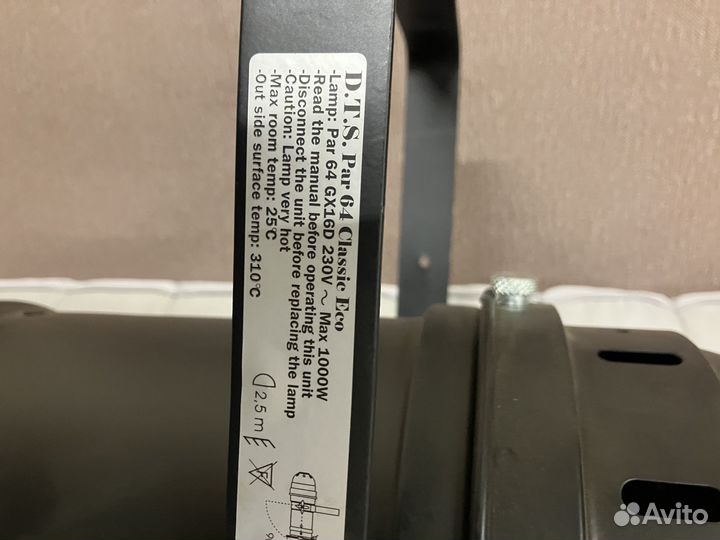 D.T.S. Par 64 Classic Eco
-Lamp: Par 64 GX16D 230V ~ Max 1000W
-Read the manual before operating this unit
-Disconnect the unit before replacing the lamp
-Caution: Lamp very hot
-Max room temp: 25°C
-Out side surface temp: 310°C
2,5 m
F
Avito